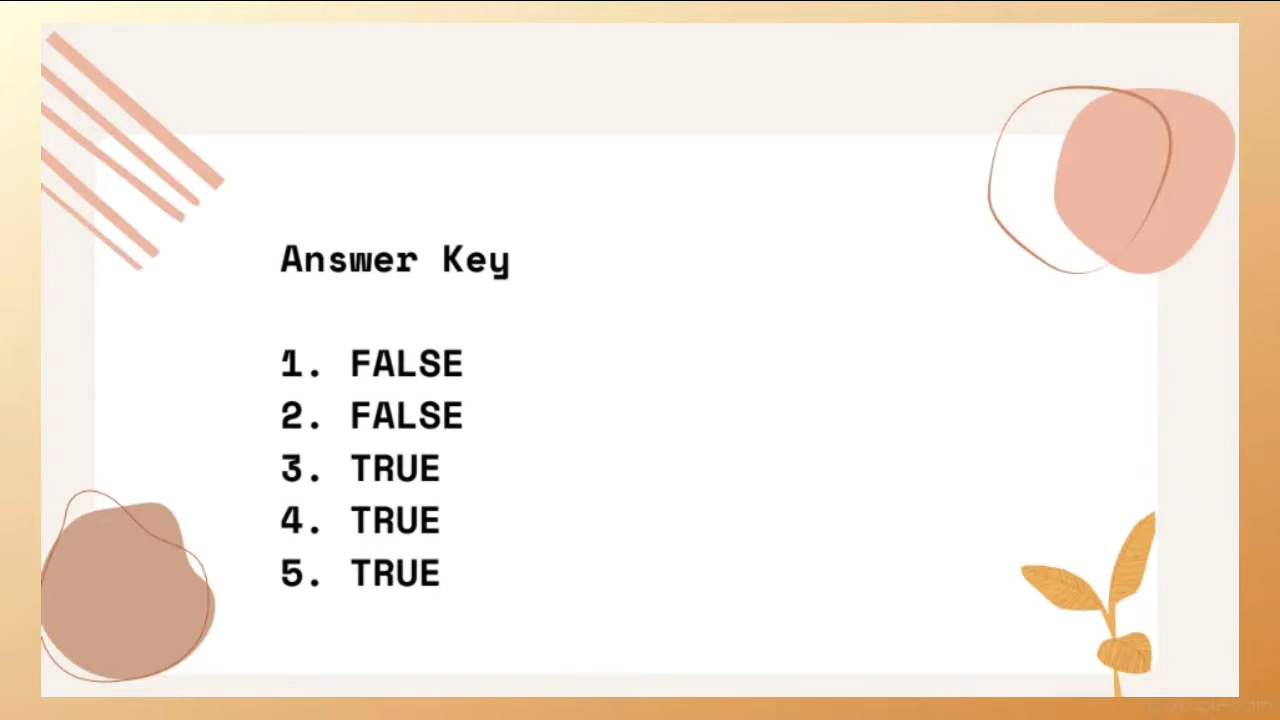 Answer Key
1. FALSE
2. FALSE
3. TRUE
4. TRUE
5. TRUE